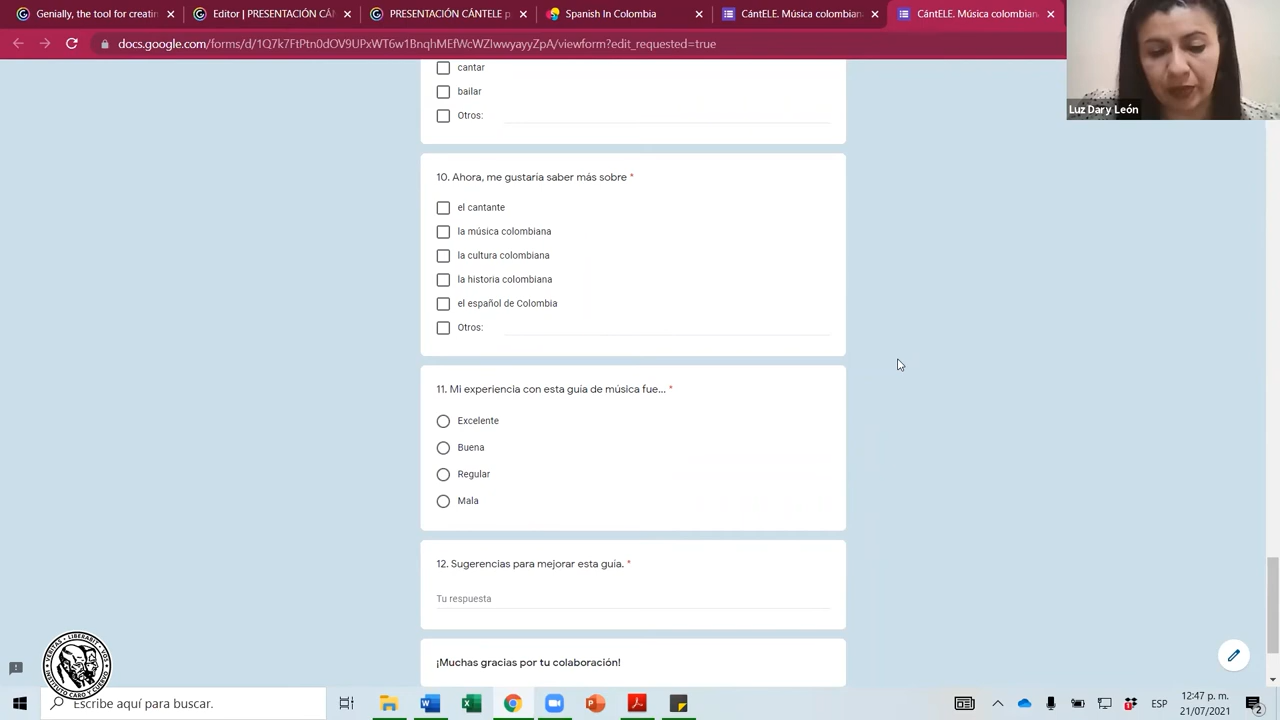 Genially, the tool for creatin
Editor | PRESENTACIÓN CÁN
PRESENTACIÓN CÁNTELE p
Spanish In Colombia
CántELE. Música colombian
CántELE. Música colombian
docs.google.com/forms/d/1Q7k7FtPtn0dOV9UPxWT6w1BnqhMEfWcWZIwwyayyZpA/viewform?edit_requested=true
Luz Dary León
cantar
bailar
Otros:
10. Ahora, me gustaría saber más sobre *
el cantante
la música colombiana
la cultura colombiana
la historia colombiana
el español de Colombia
Otros:
11. Mi experiencia con esta guía de música fue... *
Excelente
Buena
Regular
Mala
12. Sugerencias para mejorar esta guía. *
Tu respuesta
¡Muchas gracias por tu colaboración!
Escribe aquí para buscar.
ESP
12:47 p. m.
21/07/2021
2